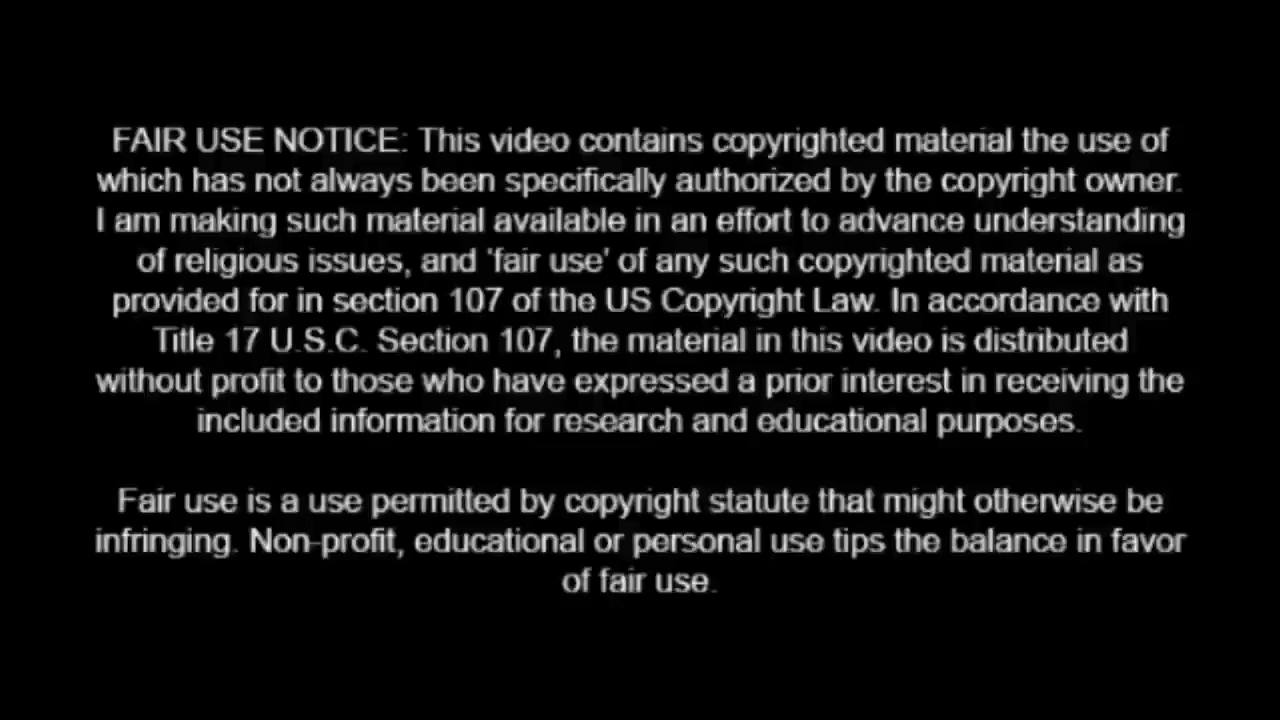 FAIR USE NOTICE: This video contains copyrighted material the use of
which has not always been specifically authorized by the copyright owner.
I am making such material available in an effort to advance understanding
of religious issues, and 'fair use' of any such copyrighted material as
provided for in section 107 of the US Copyright Law. In accordance with
Title 17 U.S.C. Section 107, the material in this video is distributed
without profit to those who have expressed a prior interest in receiving the
included information for research and educational purposes.
Fair use is a use permitted by copyright statute that might otherwise be
infringing. Non-profit, educational or personal use tips the balance in favor
of fair use.